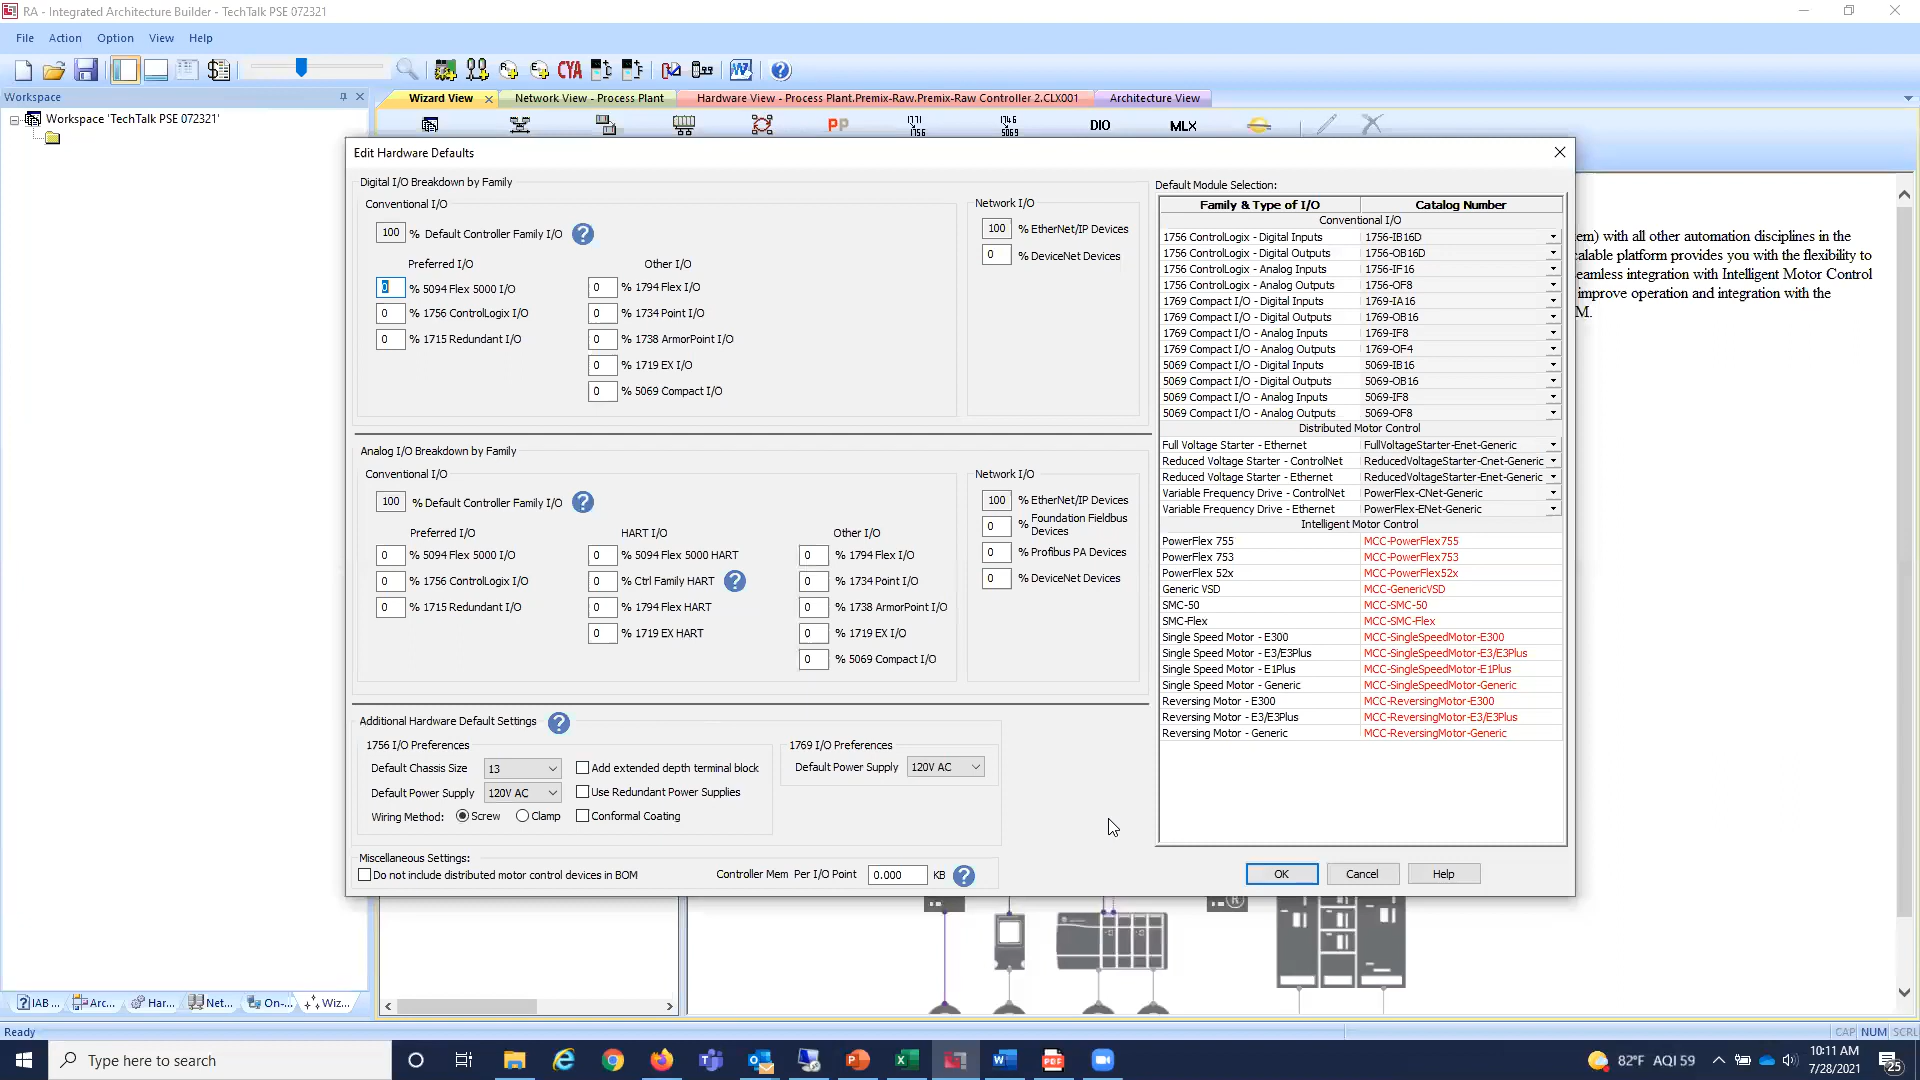 RA - Integrated Architecture Builder - TechTalk PSE 072321
File Action Option View Help
CYA
Workspace
Wizard View
Network View - Process Plant
Hardware View - Process Plant.Premix-Raw.Premix-Raw Controller 2.CLX001
Architecture View
Workspace 'TechTalk PSE 072321'
PP
1771
1756
1746
5069
DIO
MLX
Edit Hardware Defaults
Digital I/O Breakdown by Family
Conventional I/O
100 % Default Controller Family I/O
Preferred I/O
0 % 5094 Flex 5000 I/O
0 % 1756 ControlLogix I/O
0 % 1715 Redundant I/O
Other I/O
0 % 1794 Flex I/O
0 % 1734 Point I/O
0 % 1738 ArmorPoint I/O
0 % 1719 EX I/O
0 % 5069 Compact I/O
Network I/O
100 % EtherNet/IP Devices
0 % DeviceNet Devices
Analog I/O Breakdown by Family
Conventional I/O
100 % Default Controller Family I/O
Preferred I/O
0 % 5094 Flex 5000 I/O
0 % 1756 ControlLogix I/O
0 % 1715 Redundant I/O
HART I/O
0 % 5094 Flex 5000 HART
0 % Ctrl Family HART
0 % 1794 Flex HART
0 % 1719 EX HART
Other I/O
0 % 1794 Flex I/O
0 % 1734 Point I/O
0 % 1738 ArmorPoint I/O
0 % 1719 EX I/O
0 % 5069 Compact I/O
Network I/O
100 % EtherNet/IP Devices
0 % Foundation Fieldbus
Devices
0 % Profibus PA Devices
0 % DeviceNet Devices
Additional Hardware Default Settings
1756 I/O Preferences
Default Chassis Size 13
Add extended depth terminal block
Default Power Supply 120V AC
Use Redundant Power Supplies
Wiring Method: Screw Clamp
Conformal Coating
1769 I/O Preferences
Default Power Supply 120V AC
Miscellaneous Settings:
Do not include distributed motor control devices in BOM
Controller Mem Per I/O Point 0.000 KB
Default Module Selection:
Family & Type of I/O Catalog Number
Conventional I/O
1756 ControlLogix - Digital Inputs 1756-IB16D
1756 ControlLogix - Digital Outputs 1756-OB16D
1756 ControlLogix - Analog Inputs 1756-IF16
1756 ControlLogix - Analog Outputs 1756-OF8
1769 Compact I/O - Digital Inputs 1769-IA16
1769 Compact I/O - Digital Outputs 1769-OB16
1769 Compact I/O - Analog Inputs 1769-IF8
1769 Compact I/O - Analog Outputs 1769-OF4
5069 Compact I/O - Digital Inputs 5069-IB16
5069 Compact I/O - Digital Outputs 5069-OB16
5069 Compact I/O - Analog Inputs 5069-IF8
5069 Compact I/O - Analog Outputs 5069-OF8
Distributed Motor Control
Full Voltage Starter - Ethernet FullVoltageStarter-Enet-Generic
Reduced Voltage Starter - ControlNet ReducedVoltageStarter-Cnet-Generic
Reduced Voltage Starter - Ethernet ReducedVoltageStarter-Enet-Generic
Variable Frequency Drive - ControlNet PowerFlex-CNet-Generic
Variable Frequency Drive - Ethernet PowerFlex-ENet-Generic
Intelligent Motor Control
PowerFlex 755 MCC-PowerFlex755
PowerFlex 753 MCC-PowerFlex753
PowerFlex 52x MCC-PowerFlex52x
Generic VSD MCC-GenericVSD
SMC-50 MCC-SMC-50
SMC-Flex MCC-SMC-Flex
Single Speed Motor - E300 MCC-SingleSpeedMotor-E300
Single Speed Motor - E3/E3Plus MCC-SingleSpeedMotor-E3/E3Plus
Single Speed Motor - E1Plus MCC-SingleSpeedMotor-E1Plus
Single Speed Motor - Generic MCC-SingleSpeedMotor-Generic
Reversing Motor - E300 MCC-ReversingMotor-E300
Reversing Motor - E3/E3Plus MCC-ReversingMotor-E3/E3Plus
Reversing Motor - Generic MCC-ReversingMotor-Generic
OK Cancel Help
em) with all other automation disciplines in the
calable platform provides you with the flexibility to
eamless integration with Intelligent Motor Control
improve operation and integration with the
M.
IAB ... Arc... Har... Net... On-... Wiz...
Ready
CAP NUM SCRL
Type here to search
82°F AQI 59
10:11 AM
7/28/2021
25